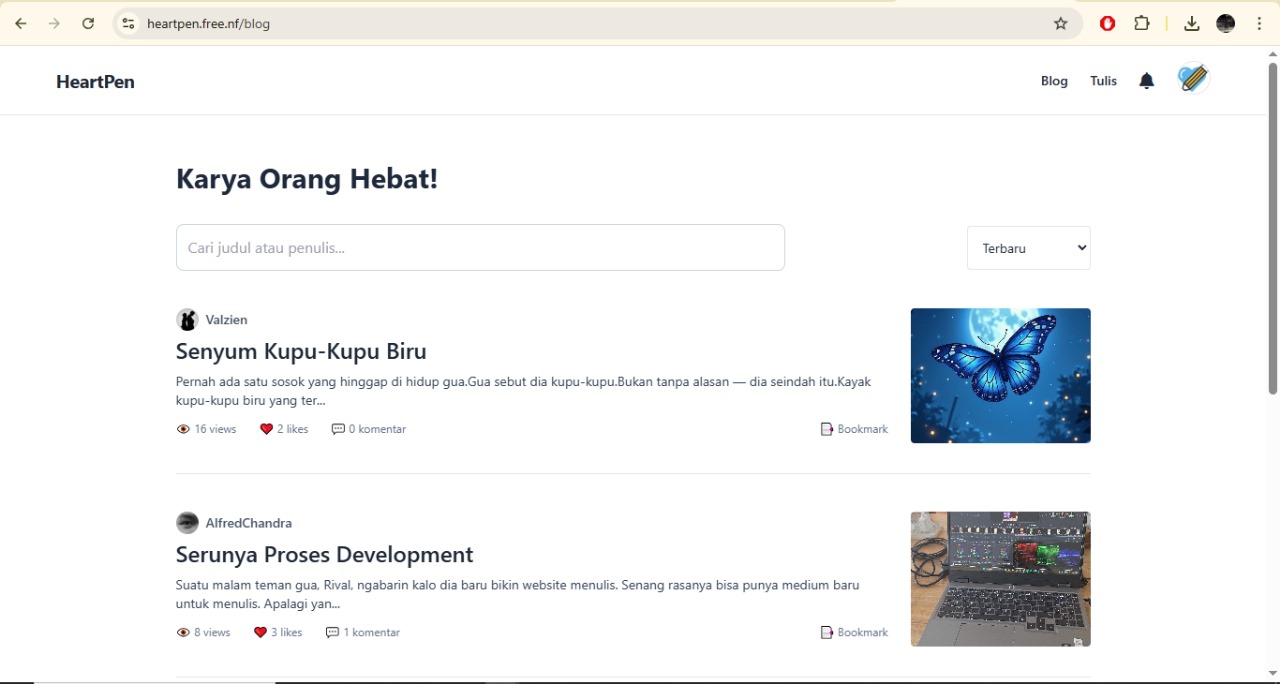 heartpen.free.nf/blog
HeartPen
Blog
Tulis
Karya Orang Hebat!
Cari judul atau penulis...
Terbaru
Valzien
Senyum Kupu-Kupu Biru
Pernah ada satu sosok yang hinggap di hidup gua.Gua sebut dia kupu-kupu.Bukan tanpa alasan — dia seindah itu.Kayak
kupu-kupu biru yang ter...
16 views
2 likes
0 komentar
Bookmark
AlfredChandra
Serunya Proses Development
Suatu malam teman gua, Rival, ngabarin kalo dia baru bikin website menulis. Senang rasanya bisa punya medium baru
untuk menulis. Apalagi yan...
8 views
3 likes
1 komentar
Bookmark